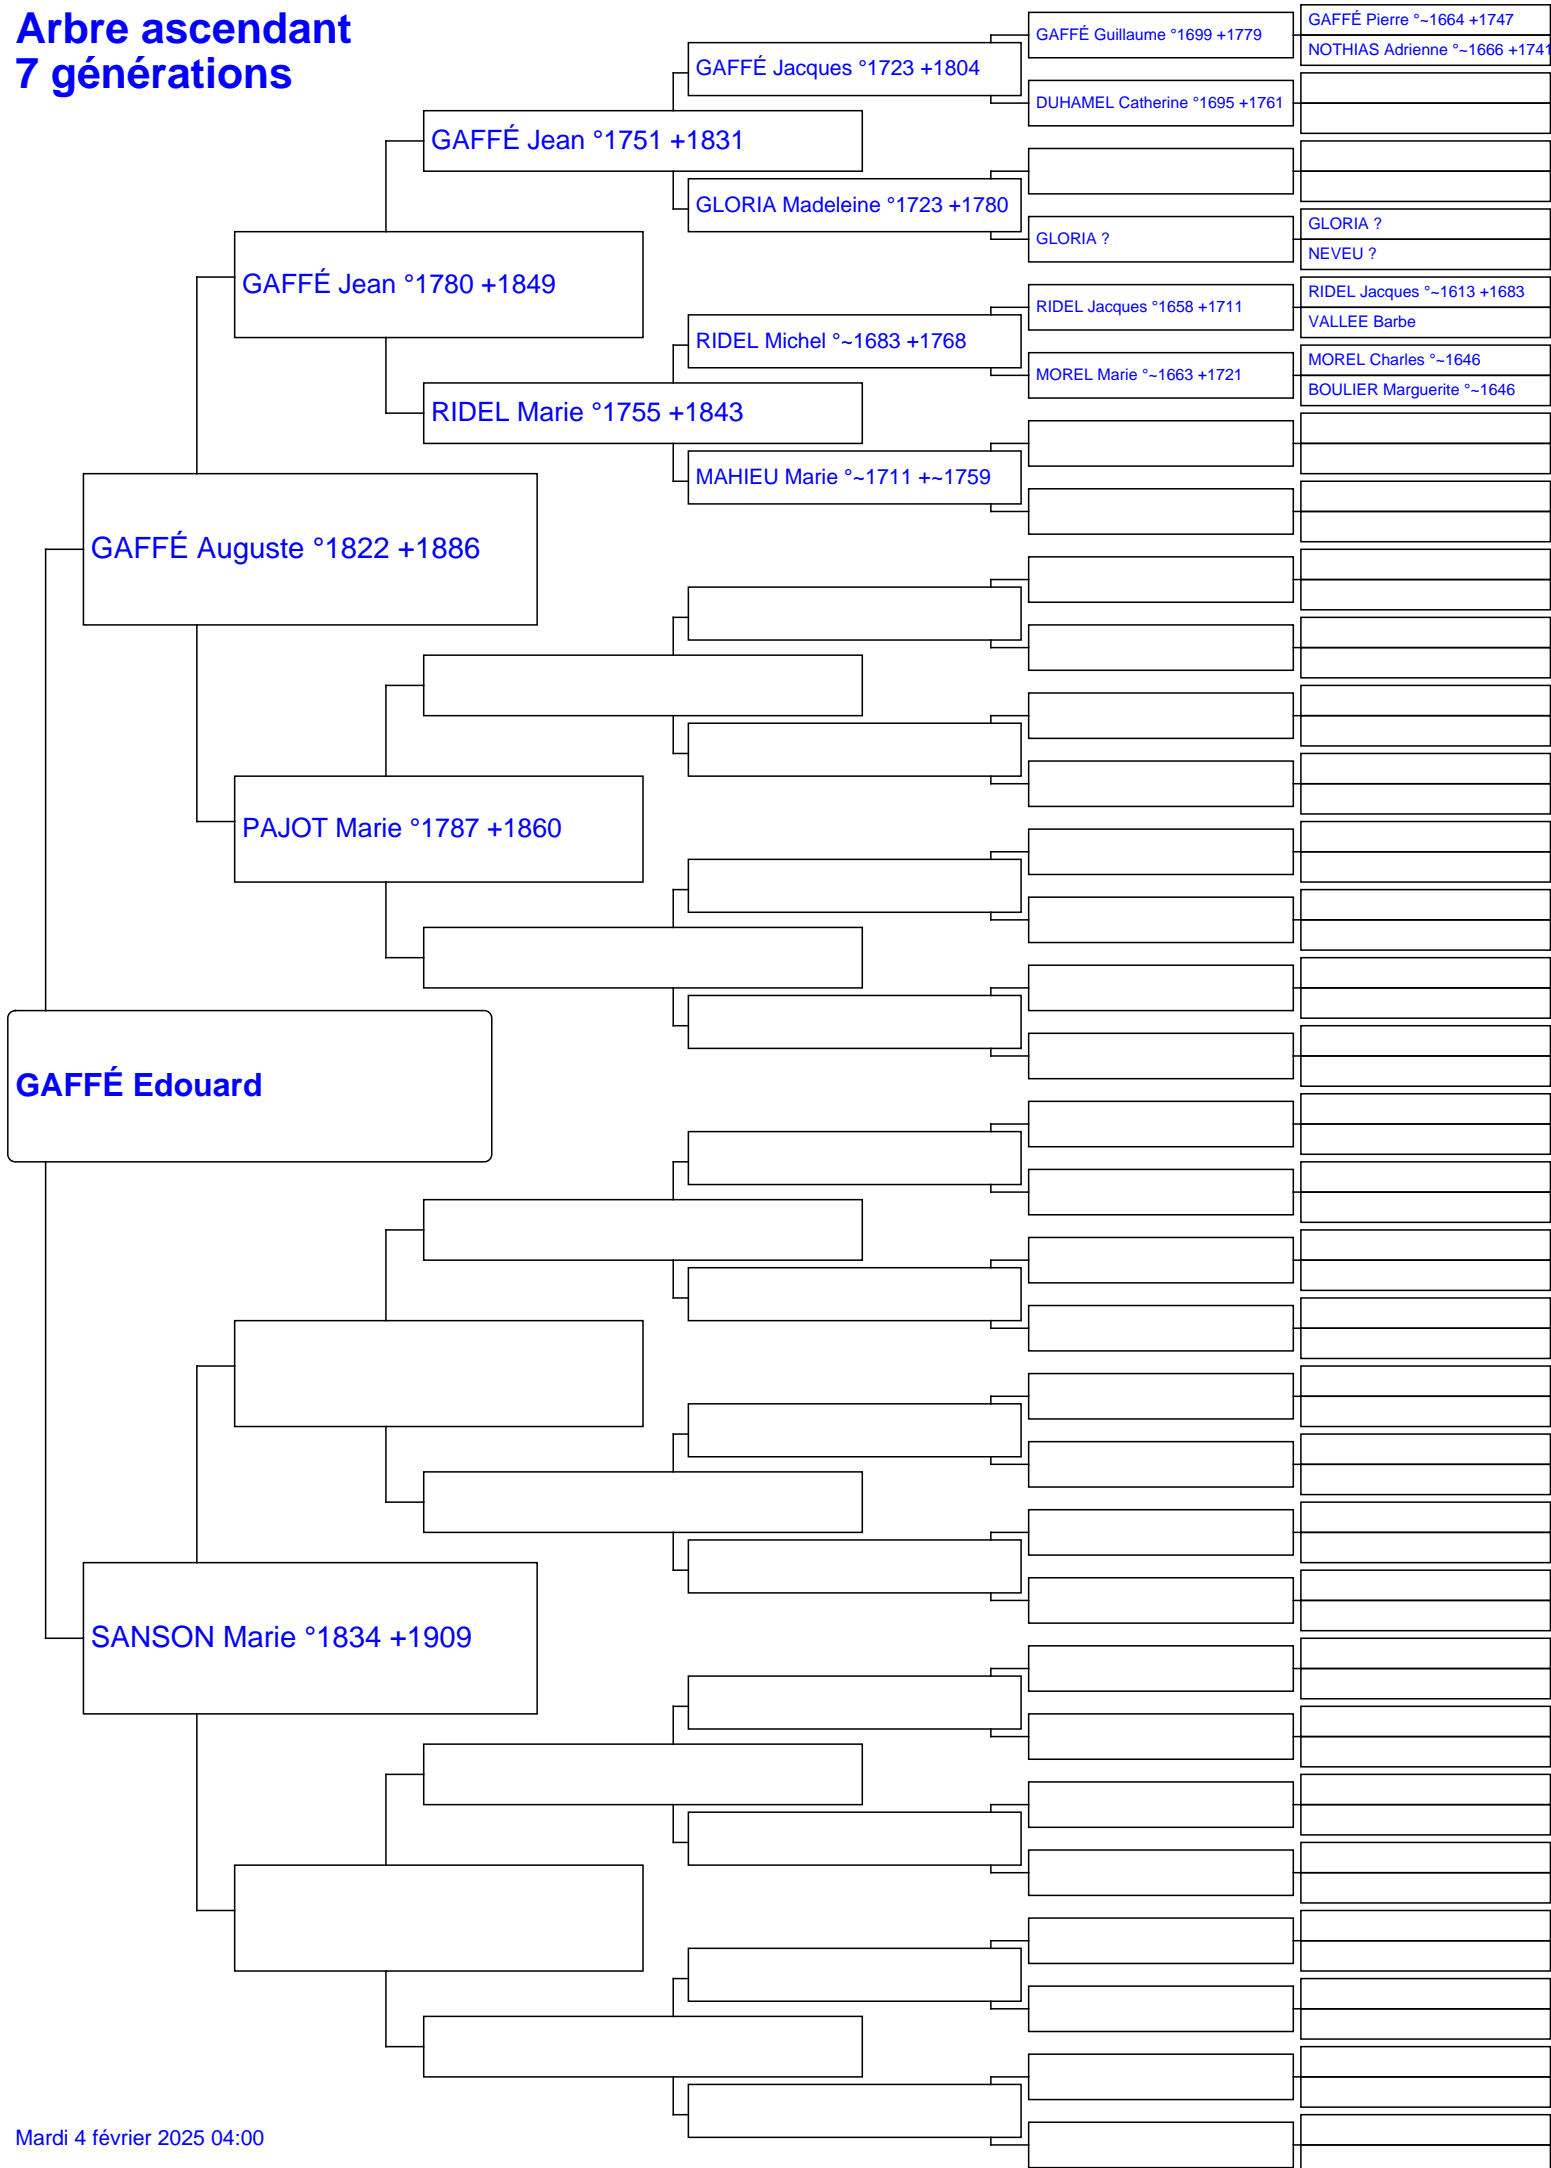 Arbre ascendant
7 générations
GAFFÉ Pierre °~1664 +1747
GAFFÉ Guillaume °1699 +1779
NOTHIAS Adrienne °~1666 +1741
GAFFÉ Jacques °1723 +1804
DUHAMEL Catherine °1695 +1761
GAFFÉ Jean °1751 +1831
GLORIA Madeleine °1723 +1780
GLORIA ?
GLORIA ?
NEVEU ?
GAFFÉ Jean °1780 +1849
RIDEL Jacques °~1613 +1683
RIDEL Jacques °1658 +1711
VALLEE Barbe
RIDEL Michel °~1683 +1768
MOREL Charles °~1646
MOREL Marie °~1663 +1721
BOULIER Marguerite °~1646
RIDEL Marie °1755 +1843
MAHIEU Marie °~1711 +~1759
GAFFÉ Auguste °1822 +1886
PAJOT Marie °1787 +1860
GAFFÉ Edouard
SANSON Marie °1834 +1909
Mardi 4 février 2025 04:00